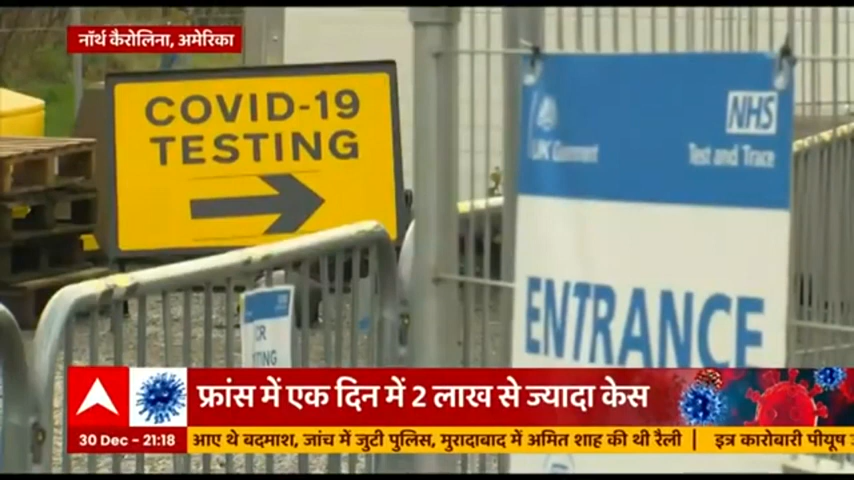 नॉर्थ कैरोलिना, अमेरिका
COVID-19
TESTING
NHS
Test and Trace
ENTRANCE
TING
फ्रांस में एक दिन में 2 लाख से ज्यादा केस
30 Dec - 21:18
आए थे बदमाश, जांच में जुटी पुलिस, मुरादाबाद में अमित शाह की थी रैली | इत्र कारोबारी पीयूष